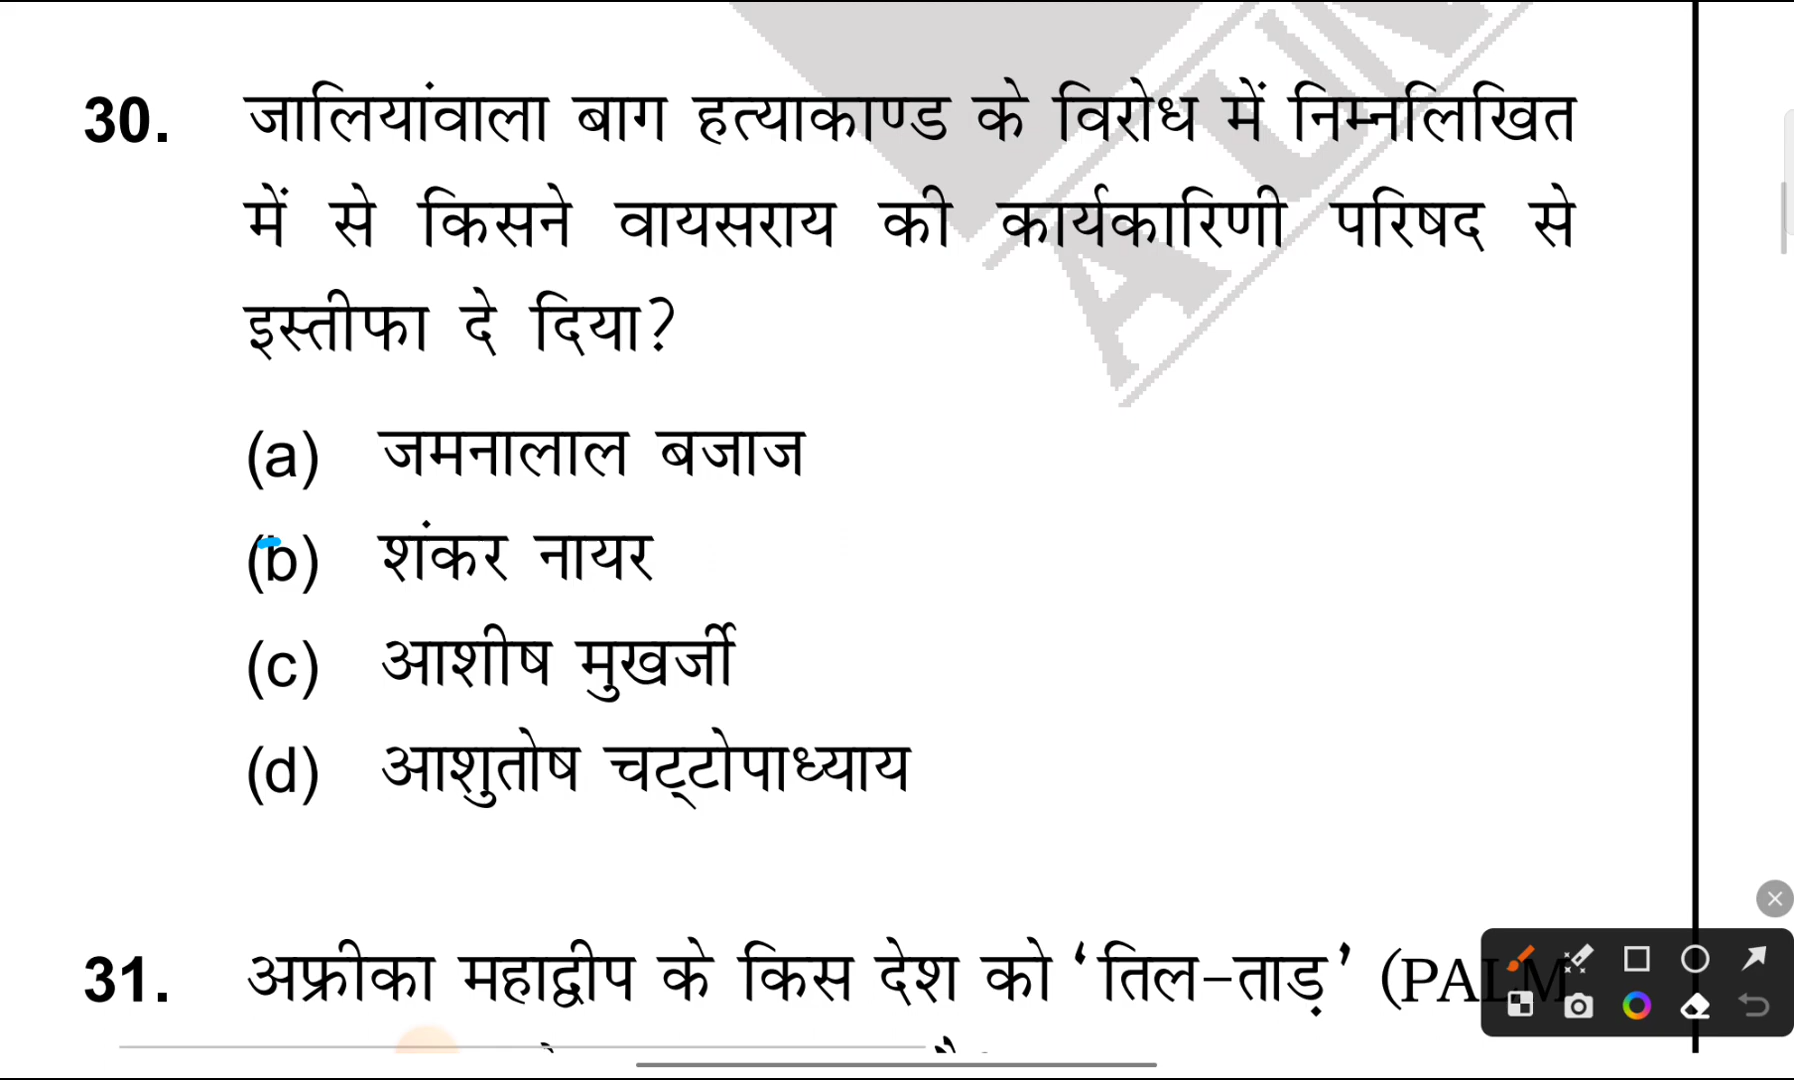 30. जालियांवाला बाग हत्याकाण्ड के विरोध में निम्नलिखित
में से किसने वायसराय की कार्यकारिणी परिषद से
इस्तीफा दे दिया?
(a) जमनालाल बजाज
(b) शंकर नायर
(c) आशीष मुखर्जी
(d) आशुतोष चट्टोपाध्याय
31. अफ्रीका महाद्वीप के किस देश को ‘तिल-ताड़’ (PALM